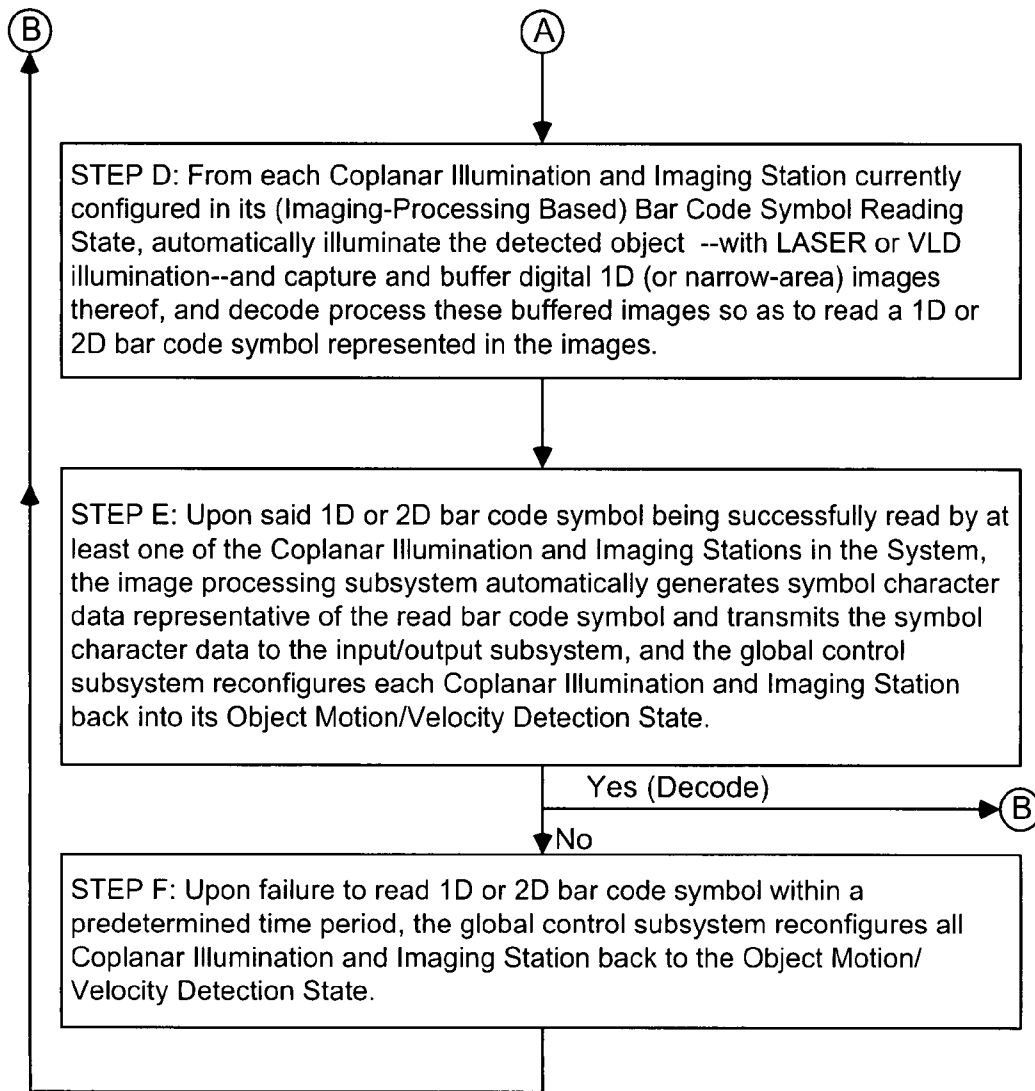 B
A
STEP D: From each Coplanar Illumination and Imaging Station currently
configured in its (Imaging-Processing Based) Bar Code Symbol Reading
State, automatically illuminate the detected object --with LASER or VLD
illumination--and capture and buffer digital 1D (or narrow-area) images
thereof, and decode process these buffered images so as to read a 1D or
2D bar code symbol represented in the images.
STEP E: Upon said 1D or 2D bar code symbol being successfully read by at
least one of the Coplanar Illumination and Imaging Stations in the System,
the image processing subsystem automatically generates symbol character
data representative of the read bar code symbol and transmits the symbol
character data to the input/output subsystem, and the global control
subsystem reconfigures each Coplanar Illumination and Imaging Station
back into its Object Motion/Velocity Detection State.
Yes (Decode)
B
No
STEP F: Upon failure to read 1D or 2D bar code symbol within a
predetermined time period, the global control subsystem reconfigures all
Coplanar Illumination and Imaging Station back to the Object Motion/
Velocity Detection State.